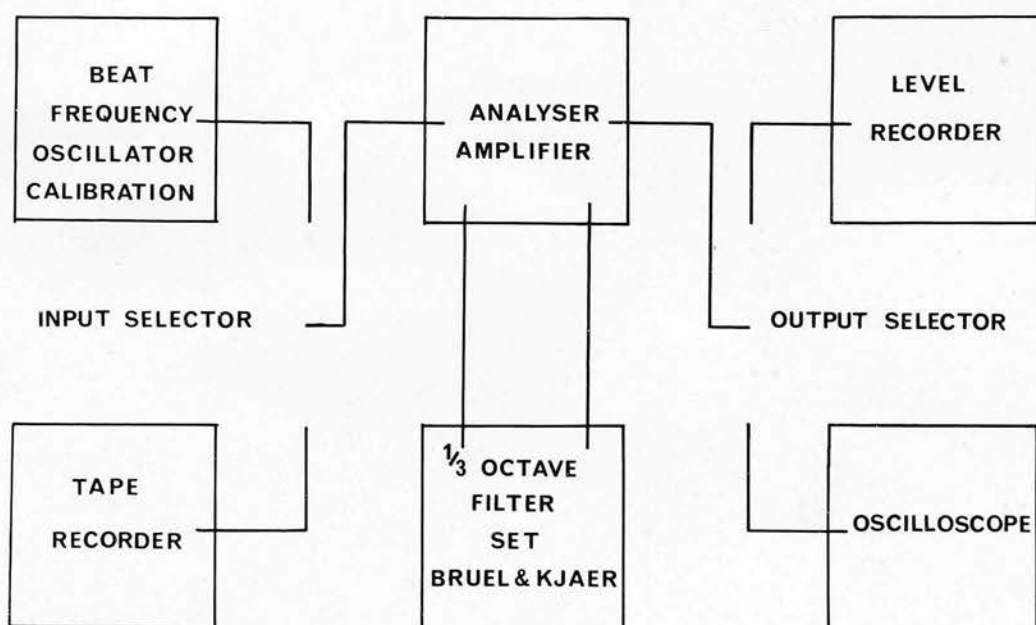 BEAT
FREQUENCY
OSCILLATOR
CALIBRATION
ANALYSER
AMPLIFIER
LEVEL
RECORDER
INPUT SELECTOR
OUTPUT SELECTOR
TAPE
RECORDER
1/3 OCTAVE
FILTER
SET
BRUEL & KJAER
OSCILLOSCOPE